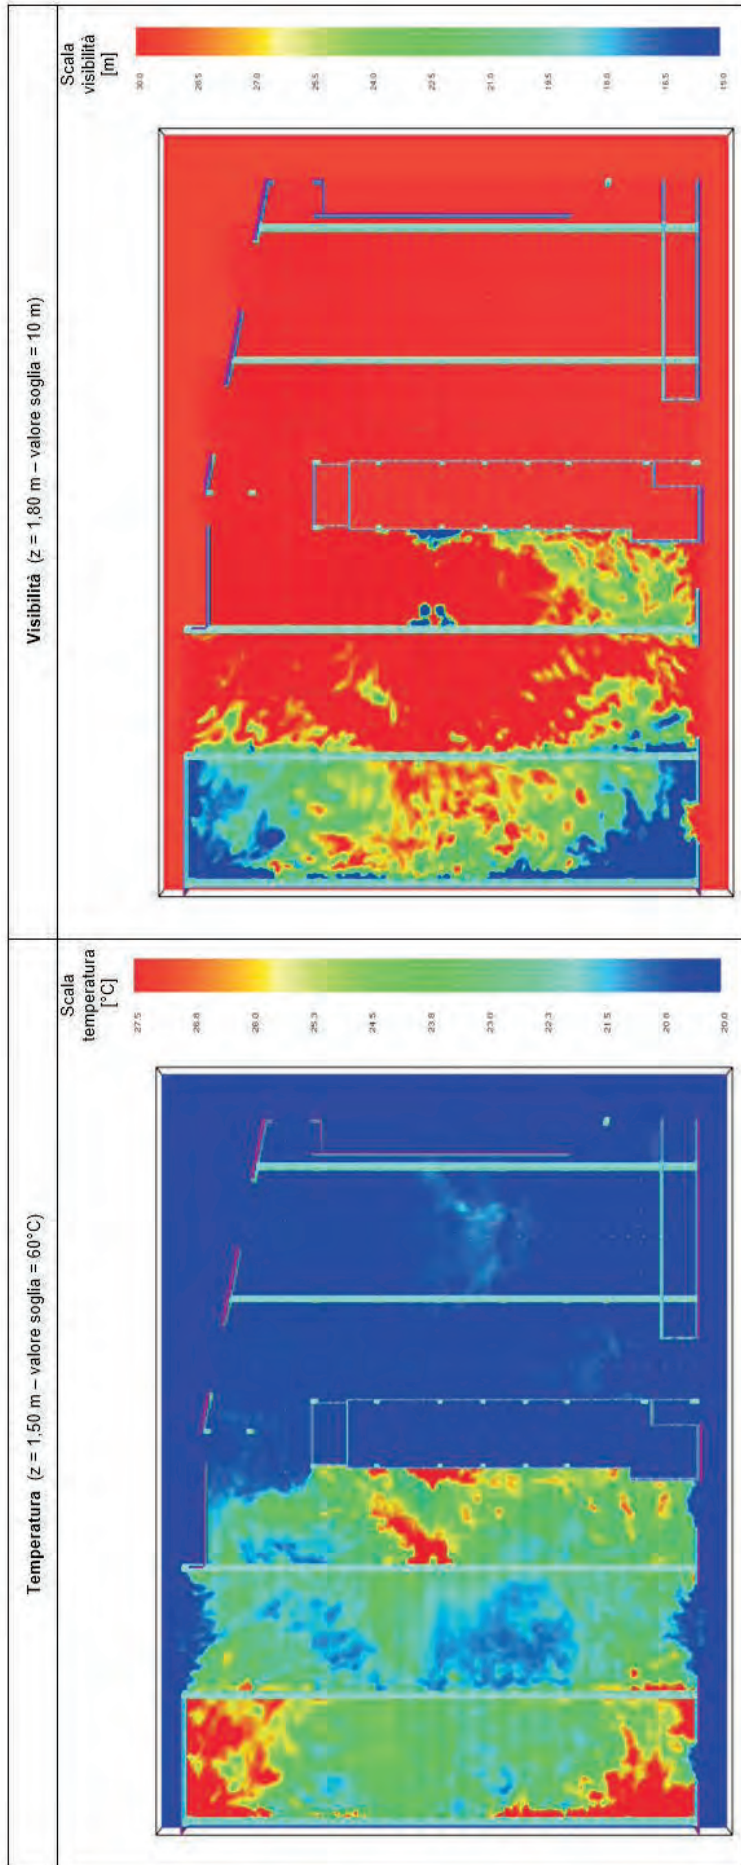 Temperatura (z = 1,50 m – valore soglia = 60°C)
Scala
temperatura
[°C]
27.5
26.8
26.0
25.3
24.5
23.8
23.0
22.3
21.5
20.8
20.0
Visibilità (z = 1,80 m – valore soglia = 10 m)
Scala
visibilità
[m]
30.0
28.5
27.0
25.5
24.0
22.5
21.0
19.5
18.0
16.5
15.0